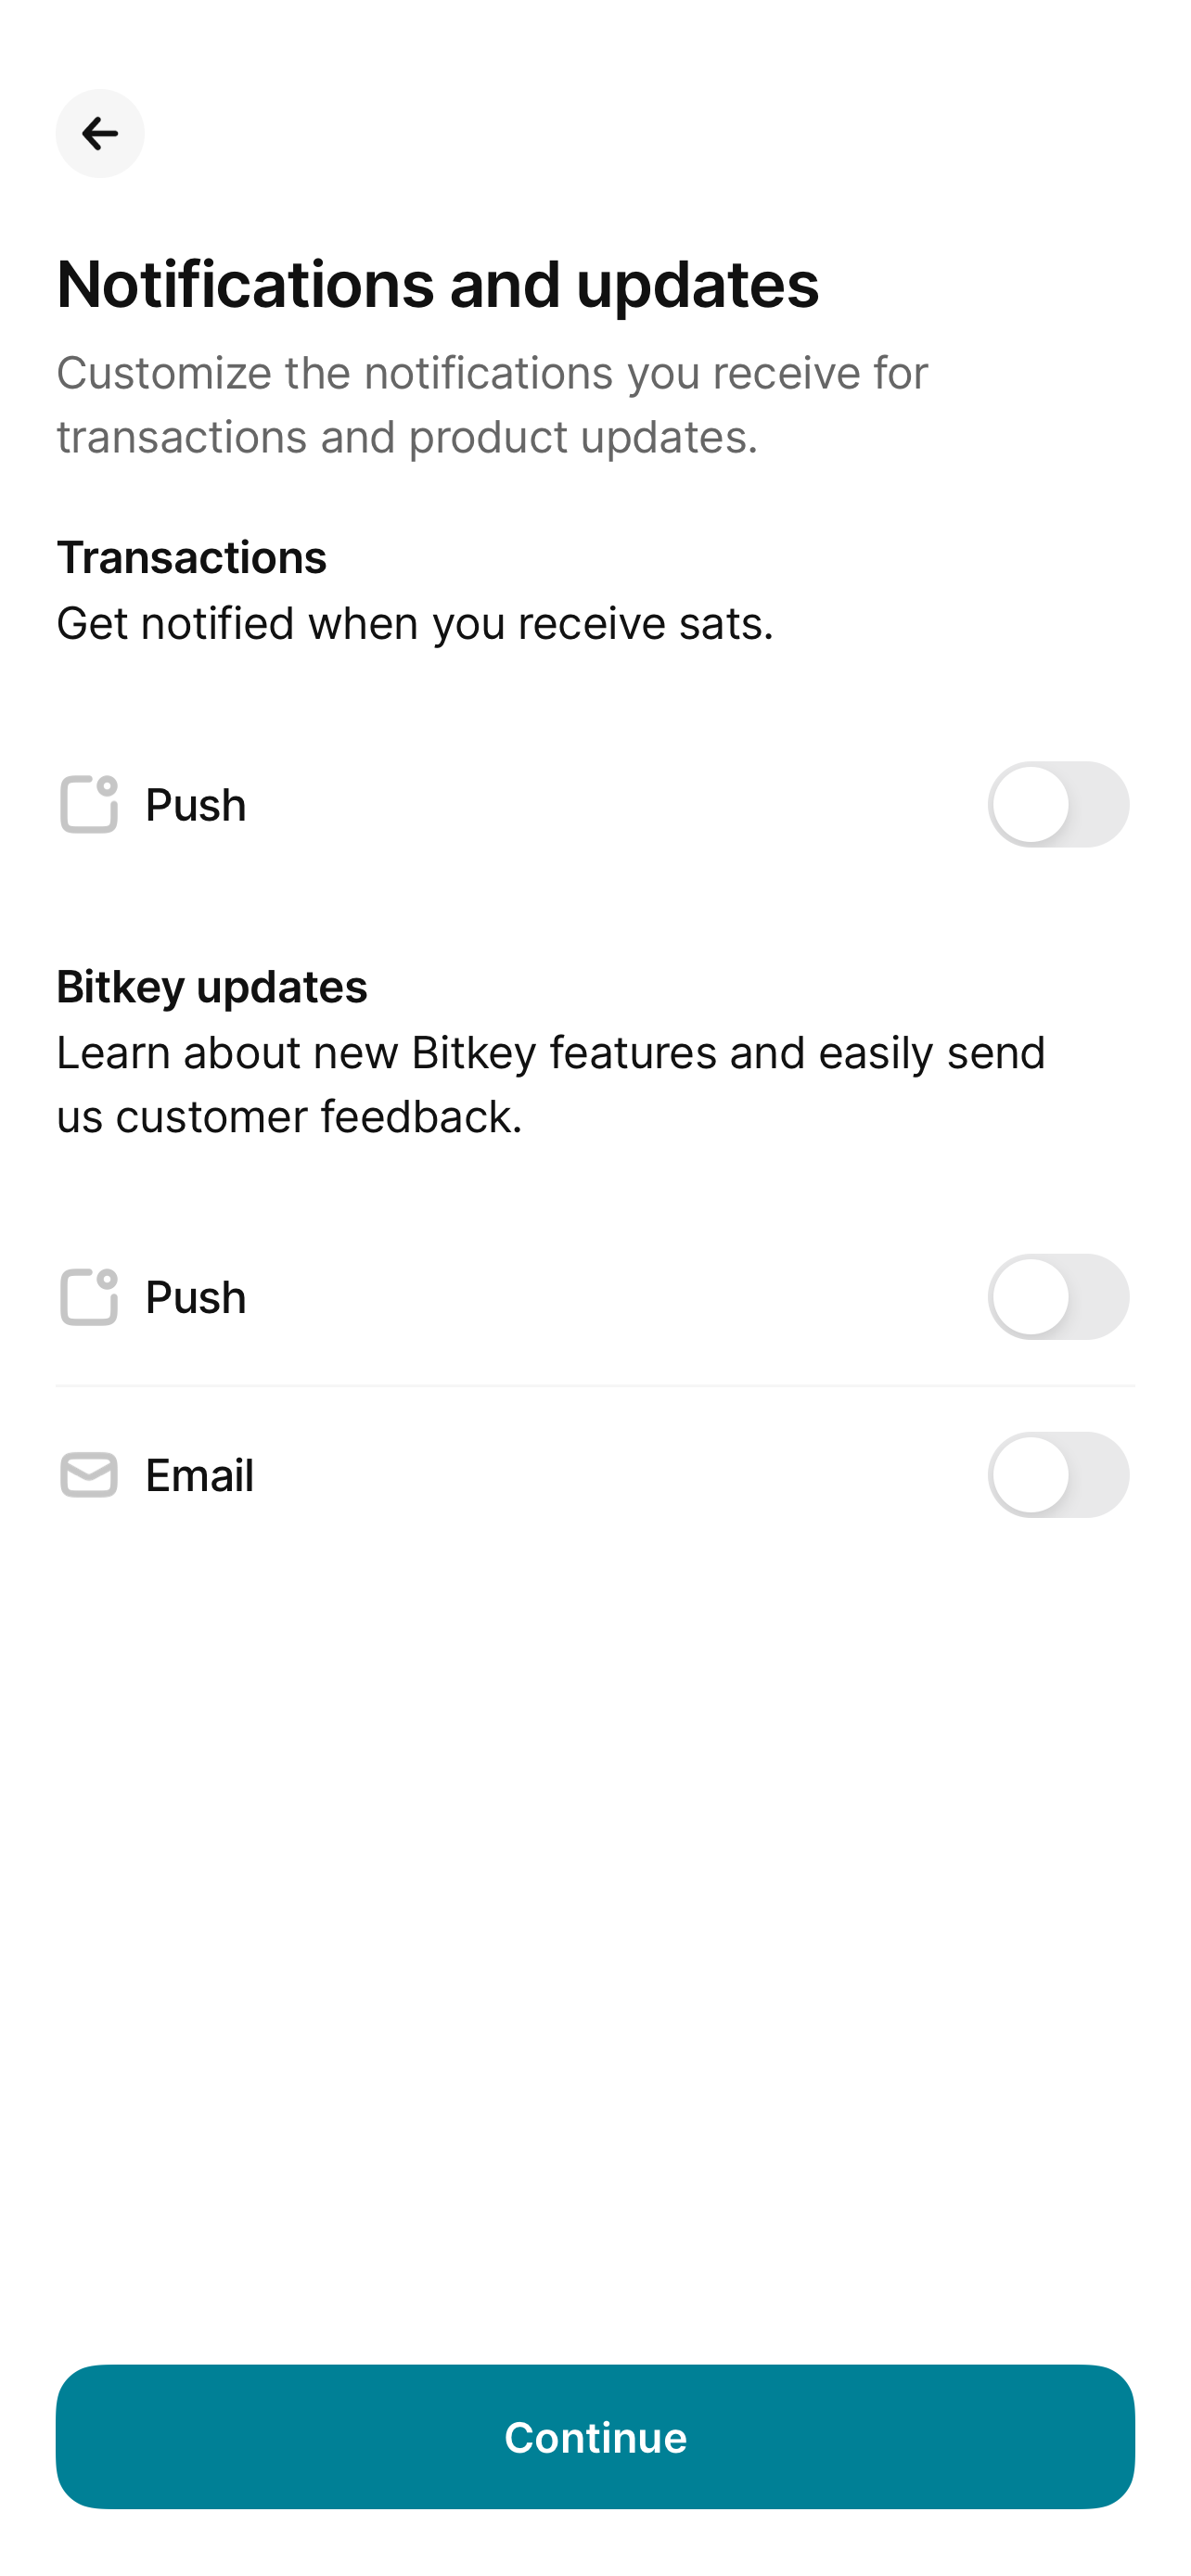 Notifications and updates
Customize the notifications you receive for
transactions and product updates.
Transactions
Get notified when you receive sats.
Push
Bitkey updates
Learn about new Bitkey features and easily send
us customer feedback.
Push
Email
Continue